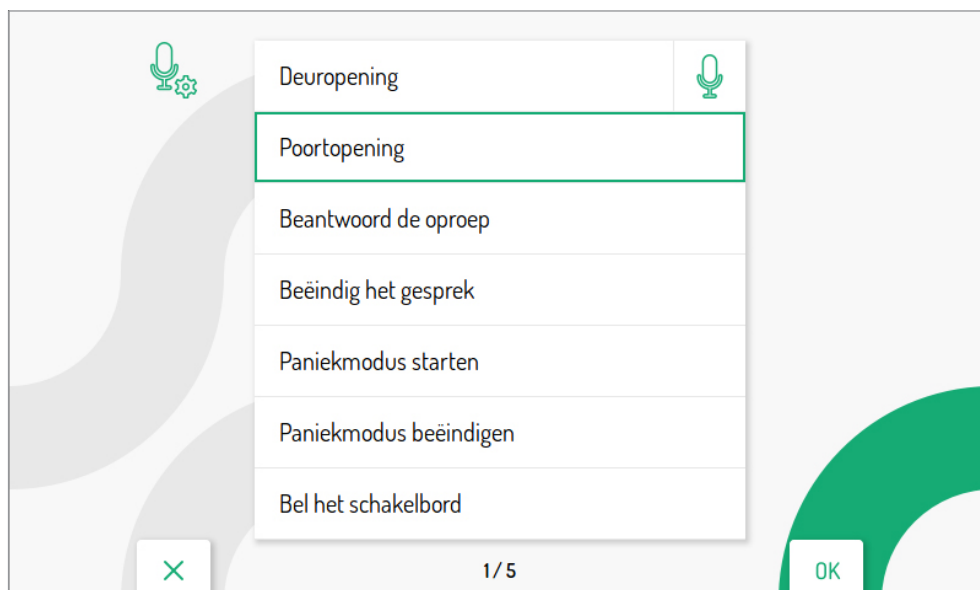 Deuropening
Poortopening
Beantwoord de oproep
Beëindig het gesprek
Paniekmodus starten
Paniekmodus beëindigen
Bel het schakelbord
1/5
OK